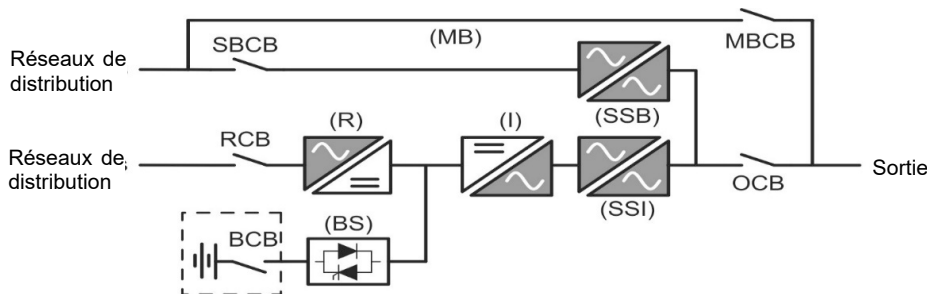 (MB)
MBCB
SBCB
Réseaux de
distribution
(SSB)
(R)
(I)
RCB
Réseaux de
distribution
Sortie
OCB
(SSI)
(BS)
BCB